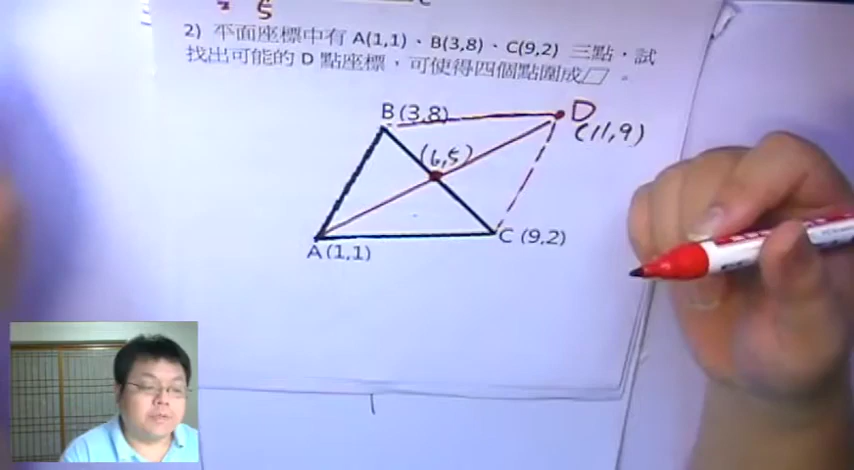 5
2) 平面座標中有 A(1,1)、B(3,8)、C(9,2) 三點,試
找出可能的 D 點座標,可使得四個點圍成▱。
B (3,8)
D
(11,9)
(6,5)
C (9,2)
A (1,1)